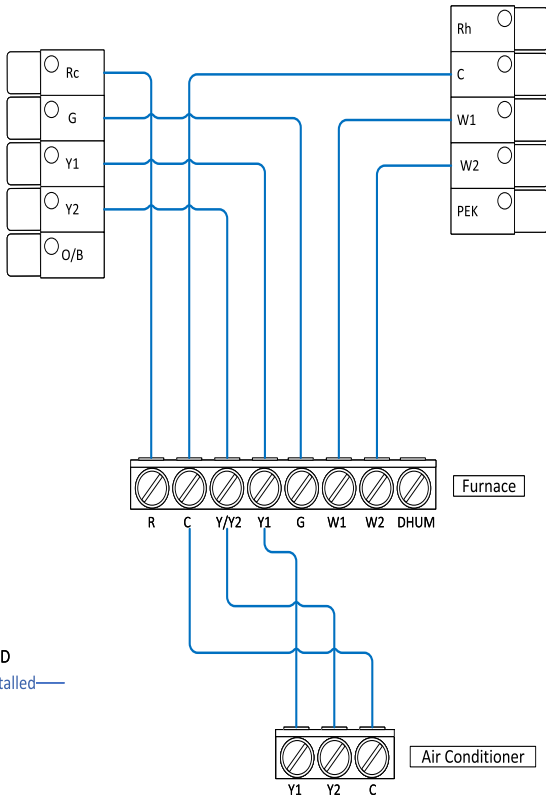 Rc
G
Y1
Y2
O/B
Rh
C
W1
W2
PEK
R C Y/Y2 Y1 G W1 W2 DHUM
Furnace
D
talled
Y1 Y2 C
Air Conditioner